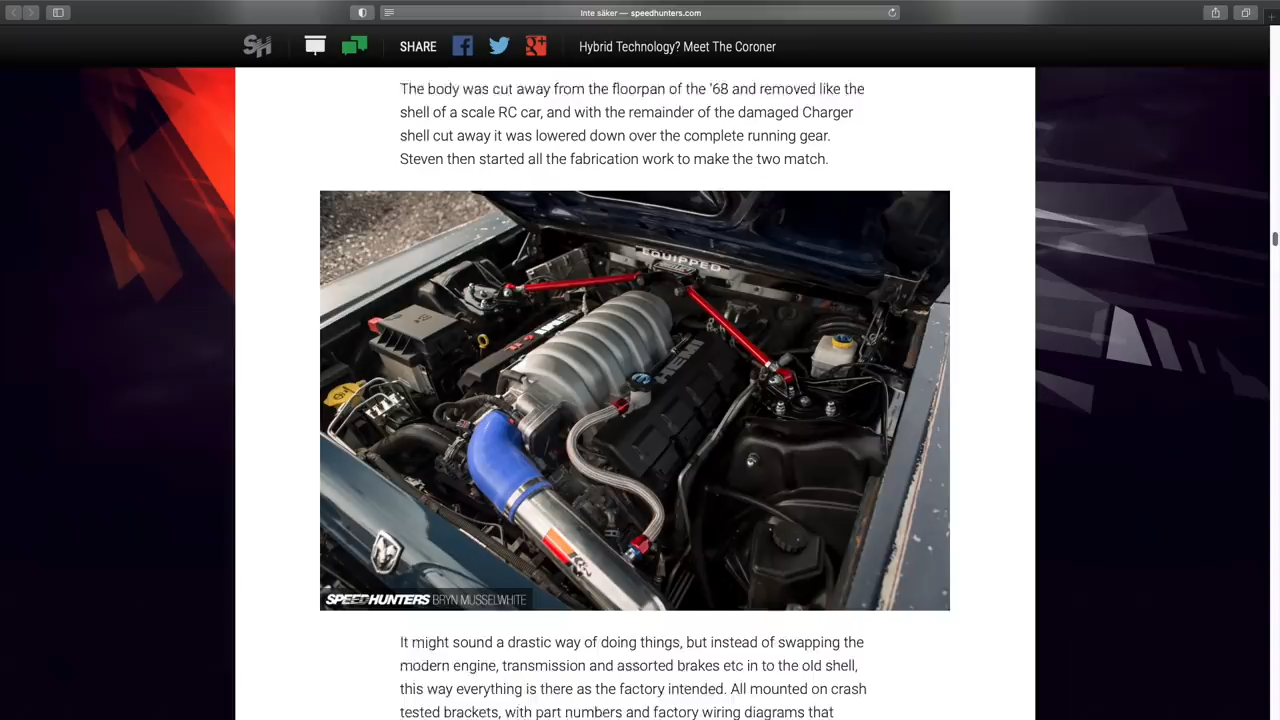 Inte säker — speedhunters.com
SH
SHARE
Hybrid Technology? Meet The Coroner
The body was cut away from the floorpan of the '68 and removed like the
shell of a scale RC car, and with the remainder of the damaged Charger
shell cut away it was lowered down over the complete running gear.
Steven then started all the fabrication work to make the two match.
EQUIPPED
HEMI
HEMI
K&N
SPEEDHUNTERS BRYN MUSSELWHITE
It might sound a drastic way of doing things, but instead of swapping the
modern engine, transmission and assorted brakes etc in to the old shell,
this way everything is there as the factory intended. All mounted on crash
tested brackets, with part numbers and factory wiring diagrams that